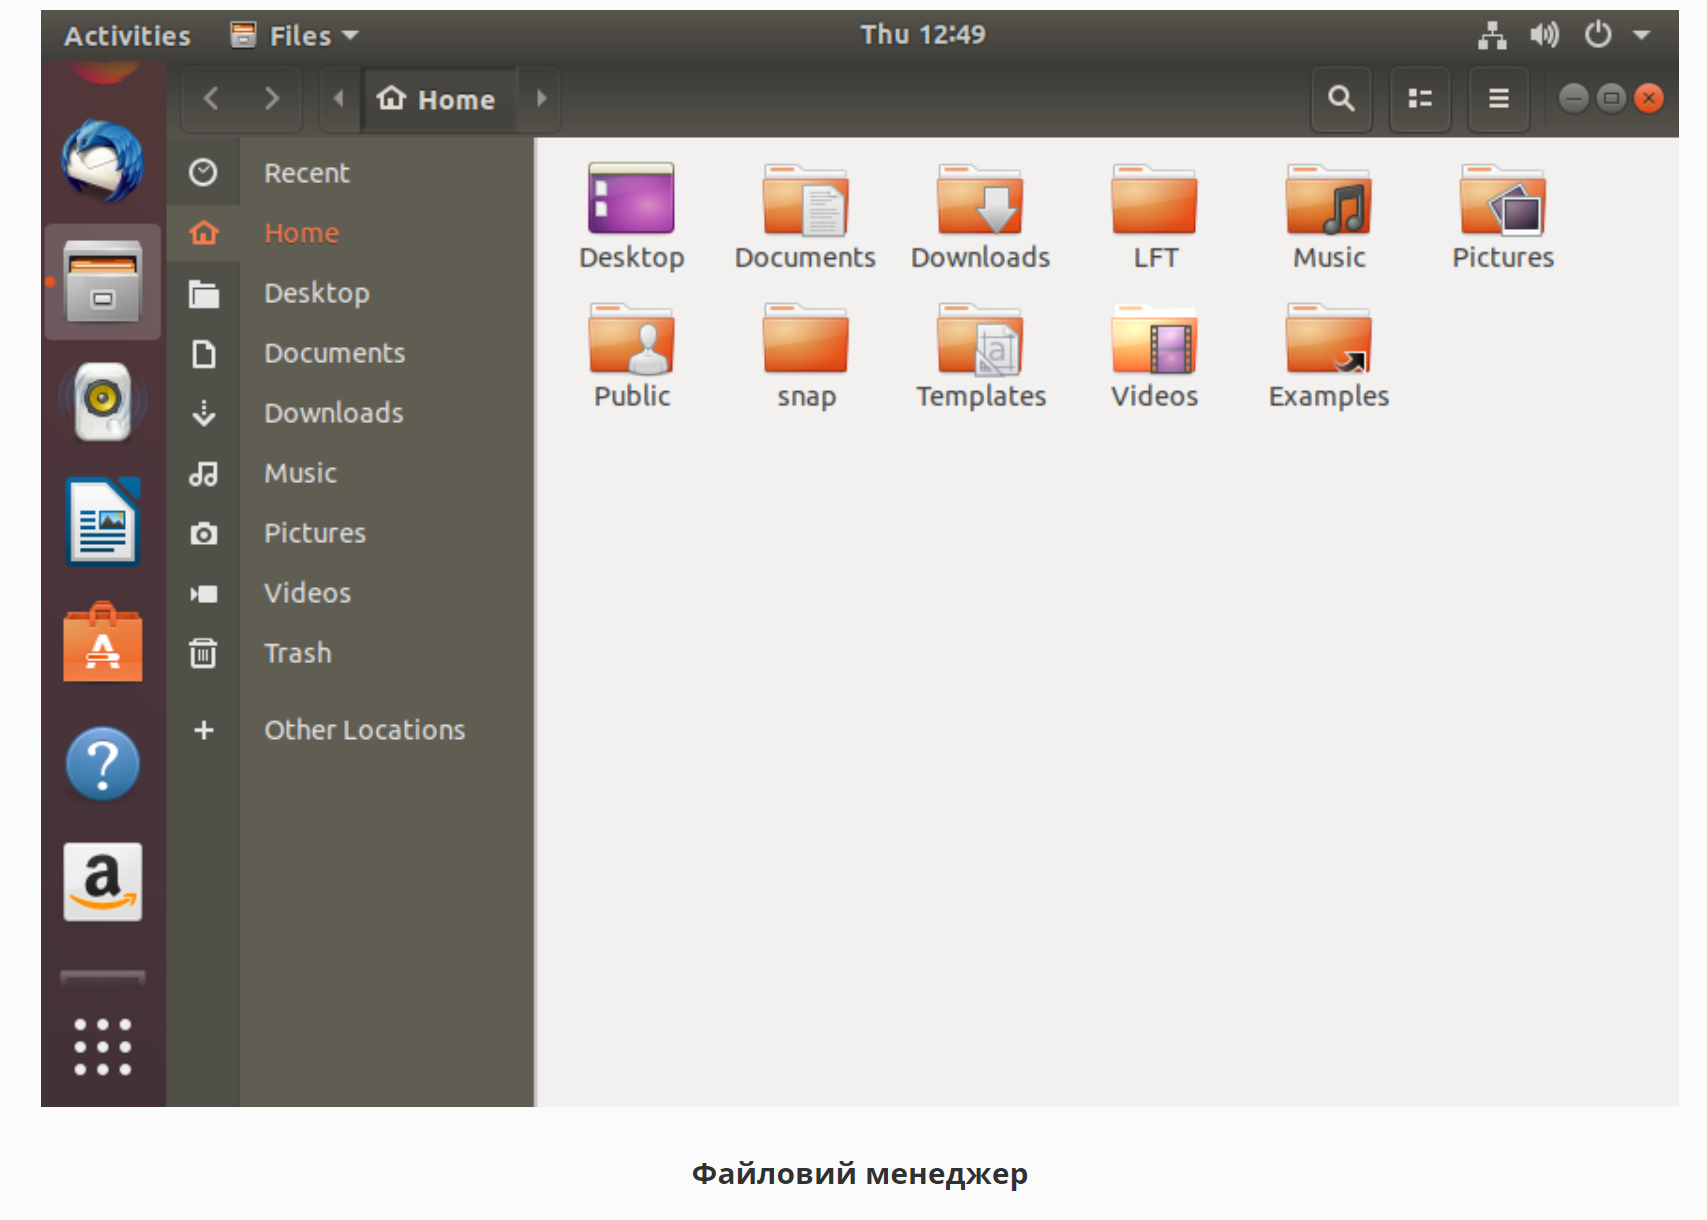 Activities Files Thu 12:49
Home
Recent
Home
Desktop
Documents
Downloads
Music
Pictures
Videos
Trash
Other Locations
Desktop Documents Downloads LFT Music Pictures
Public snap Templates Videos Examples
Файловий менеджер